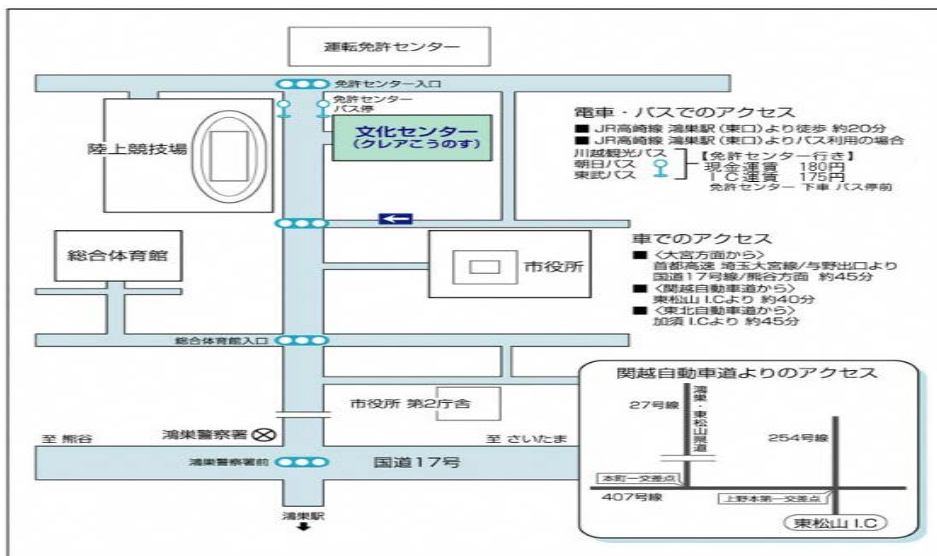 運転免許センター
免許センター入口
免許センター
バス停
文化センター
(クレアこうのす)
陸上競技場
総合体育館
市役所
総合体育館入口
市役所 第2庁舎
至 熊谷
鴻巣警察署
至 さいたま
鴻巣警察署前
国道17号
鴻巣駅
電車・バスでのアクセス
■ JR高崎線 鴻巣駅(東口)より徒歩 約20分
■ JR高崎線 鴻巣駅(東口)よりバス利用の場合
川越観光バス
朝日バス
東武バス
【免許センター行き】
現金運賃 180円
IC運賃 175円
免許センター 下車 バス停前
車でのアクセス
■ 〈大宮方面から〉
首都高速 埼玉大宮線/与野出口より
国道17号線/熊谷方面 約45分
■ 〈関越自動車道から〉
東松山 I.Cより 約40分
■ 〈東北自動車道から〉
加須 I.Cより 約45分
関越自動車道よりのアクセス
27号線
鴻巣・東松山県道
254号線
本町一交差点
407号線
上野本第一交差点
東松山 I.C